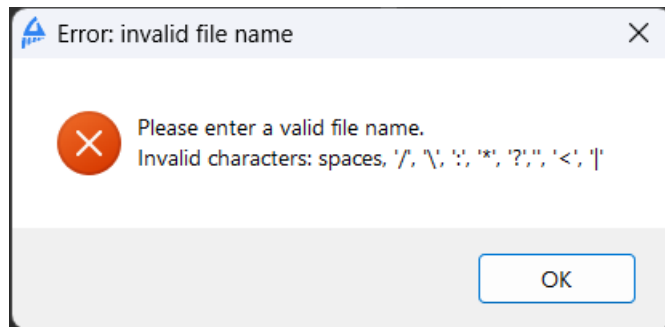 Error: invalid file name
Please enter a valid file name.
Invalid characters: spaces, '/', '\', ':', '*', '?','', '<', '|'
OK